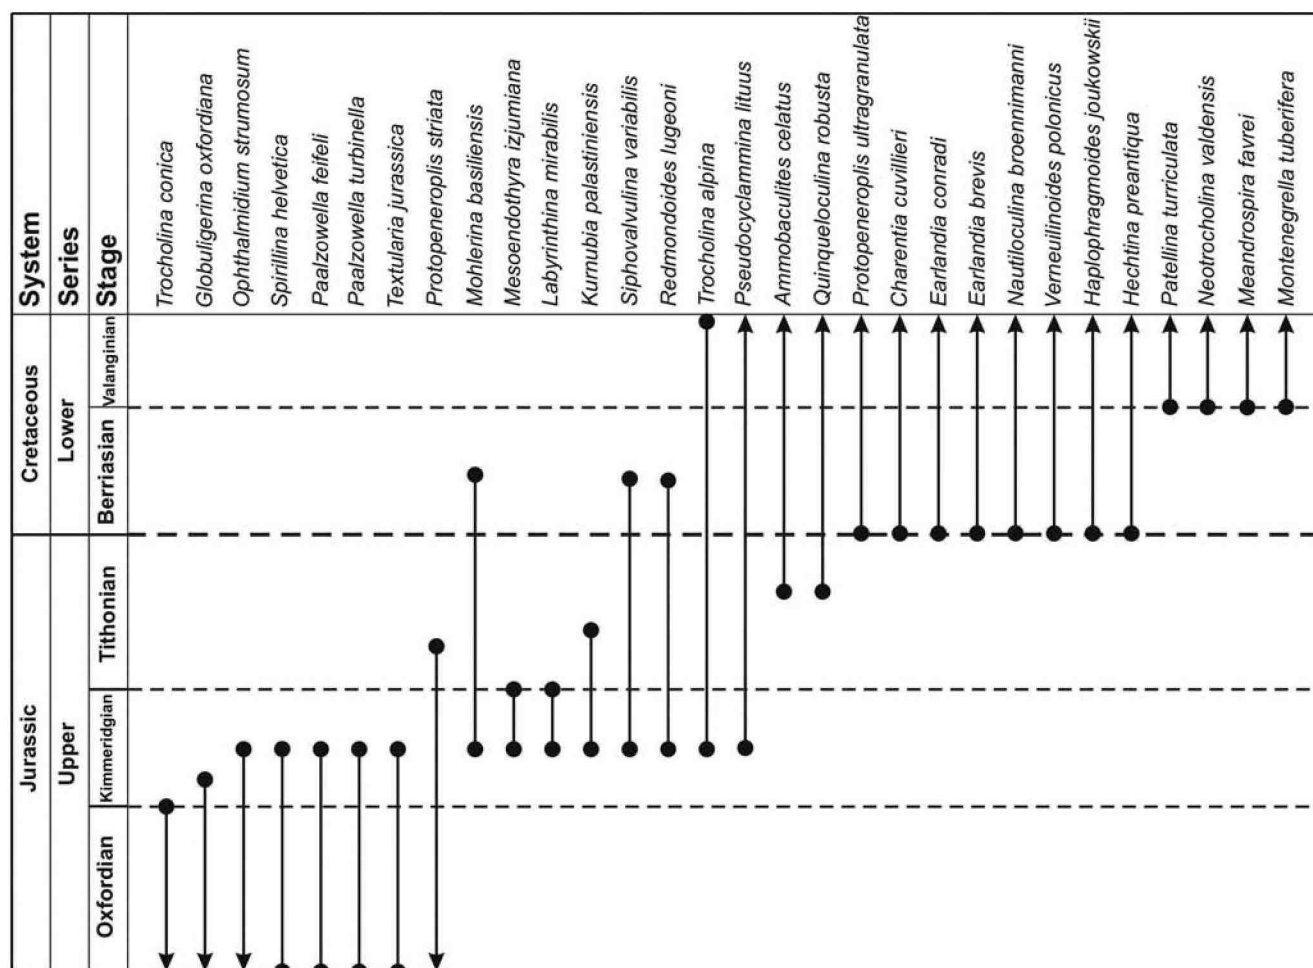 System
Series
Stage
Trocholina conica
Globuligerina oxfordiana
Ophthalmidium strumosum
Spirillina helvetica
Paalzowella feifeli
Paalzowella turbinella
Textularia jurassica
Protopeneroplis striata
Mohlerina basiliensis
Mesoendothyra izjumiana
Labyrinthina mirabilis
Kurnubia palastiniensis
Siphovalvulina variabilis
Redmondoides lugeoni
Trocholina alpina
Pseudocyclammina lituus
Ammobaculites celatus
Quinqueloculina robusta
Protopeneroplis ultragranulata
Charentia cuvillieri
Earlandia conradi
Earlandia brevis
Nautiloculina broennimanni
Verneuilinoides polonicus
Haplophragmoides joukowskii
Hechtina preantiqua
Patellina turriculata
Neotrocholina valdensis
Meandrospira favrei
Montenegrella tuberifera
Cretaceous
Lower
Valanginian
Berriasian
Jurassic
Upper
Tithonian
Kimmeridgian
Oxfordian